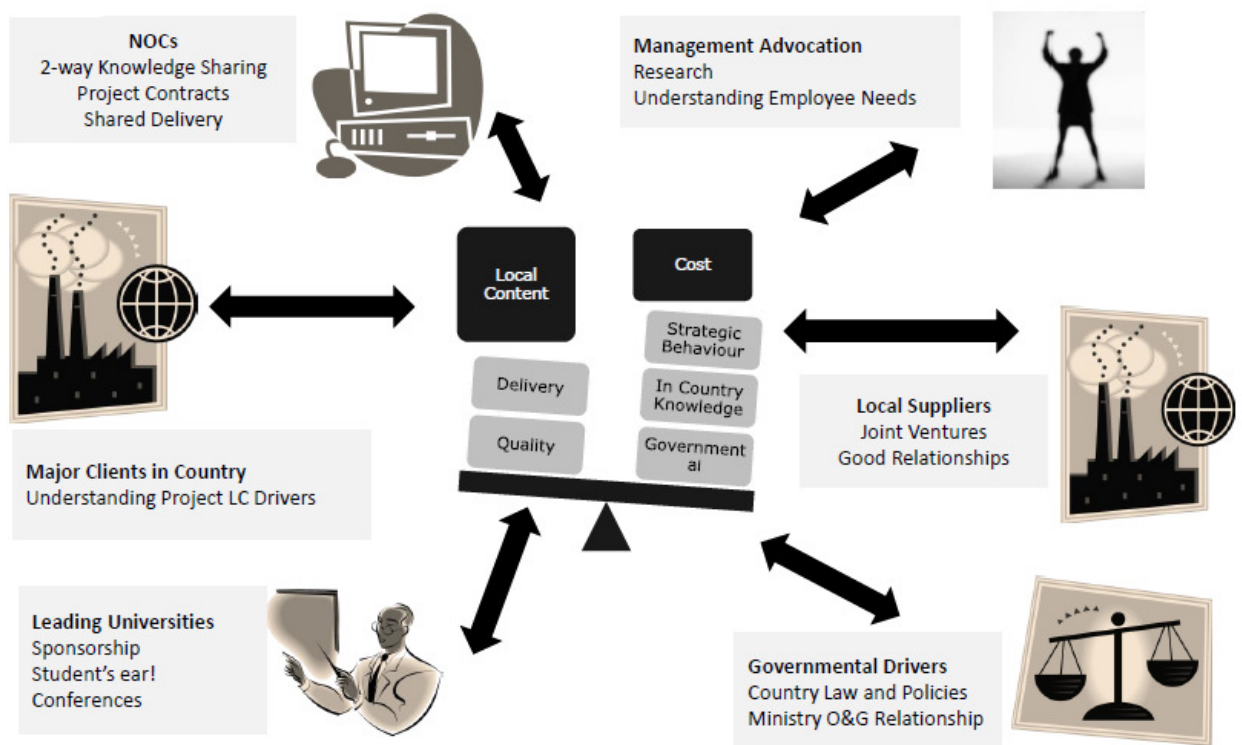 NOCs
2-way Knowledge Sharing
Project Contracts
Shared Delivery
Management Advocation
Research
Understanding Employee Needs
Local
Content
Cost
Strategic
Behaviour
Delivery
In Country
Knowledge
Quality
Government
al
Major Clients in Country
Understanding Project LC Drivers
Local Suppliers
Joint Ventures
Good Relationships
Leading Universities
Sponsorship
Student's ear!
Conferences
Governmental Drivers
Country Law and Policies
Ministry O&G Relationship